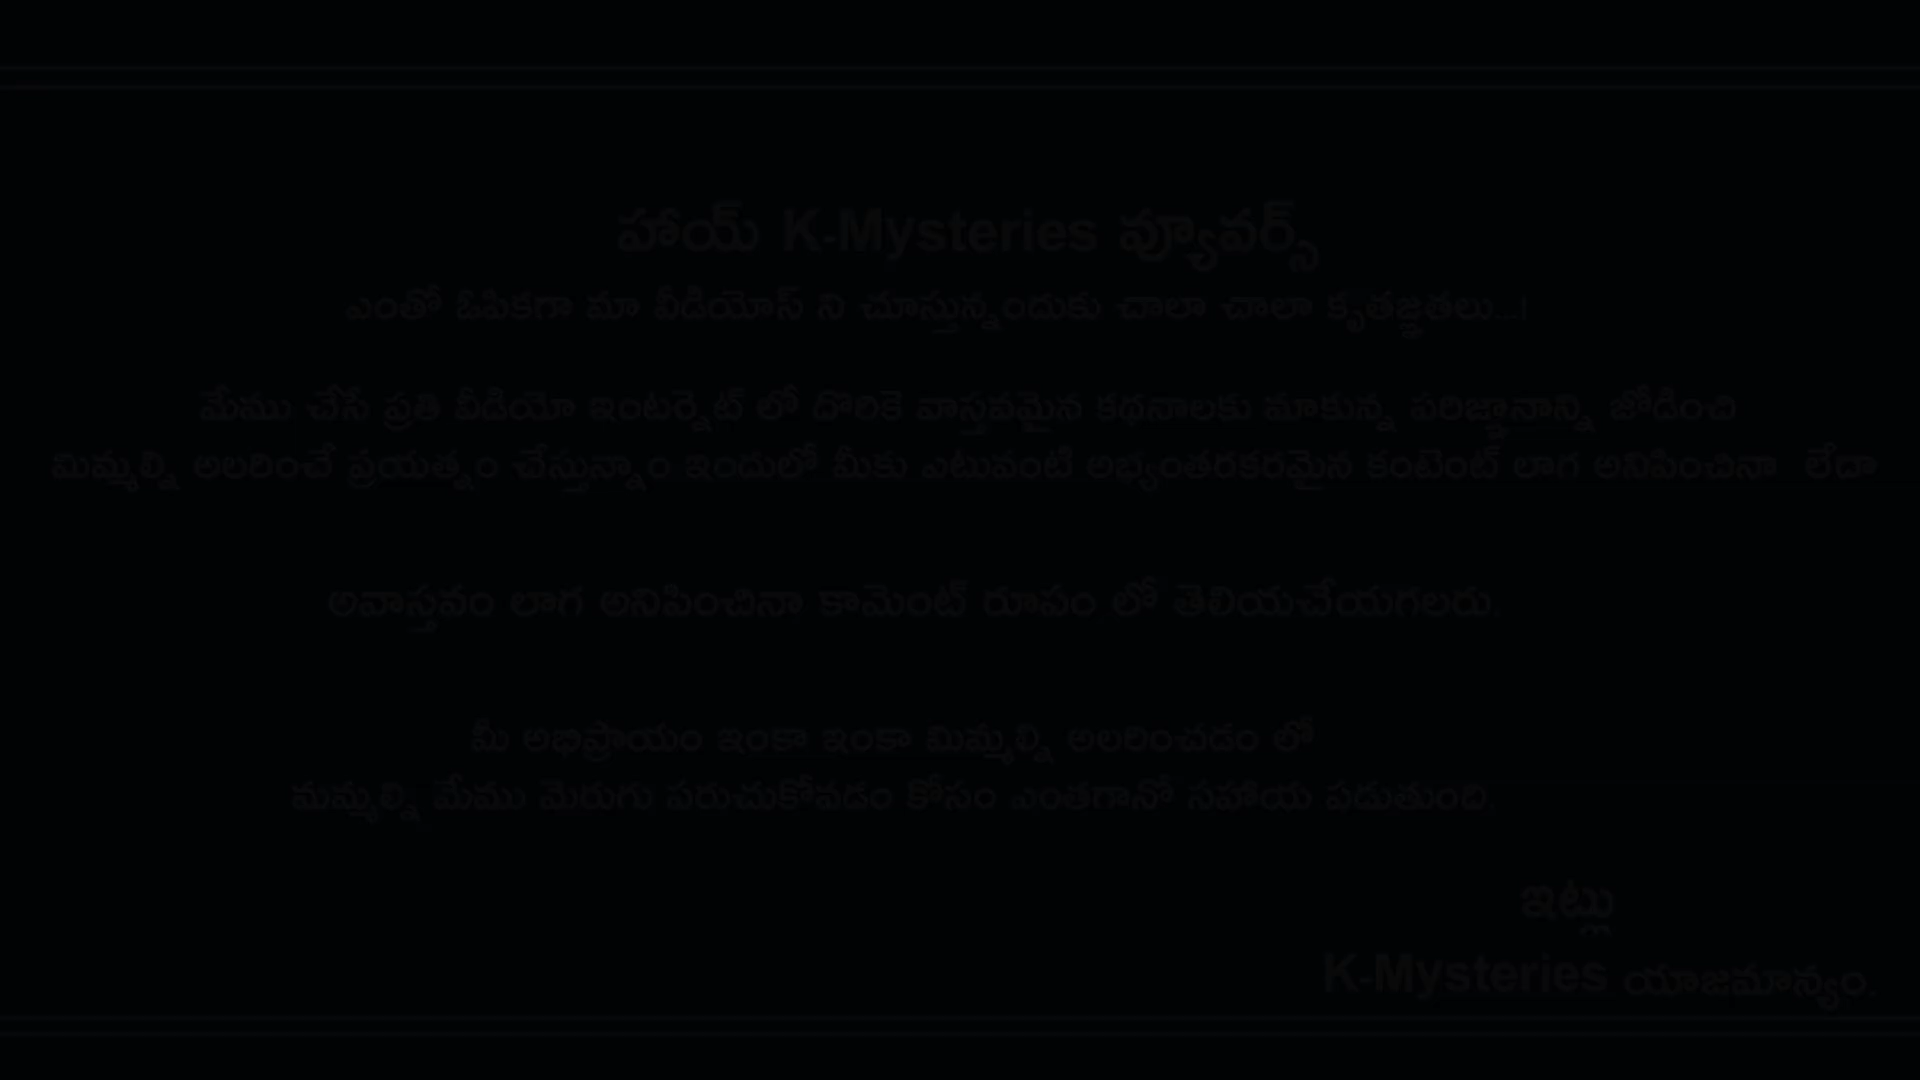 హాయ్ K-Mysteries వ్యూవర్స్
ఎంతో ఓపికగా మా వీడియోస్ ని చూస్తున్నందుకు చాలా చాలా కృతజ్ఞతలు...!
మేము చేసే ప్రతి వీడియో ఇంటర్నెట్ లో దొరికె వాస్తవమైన కథనాలకు మాకున్న పరిజ్ఞానాన్ని జోడించి
మిమ్మల్ని అలరించే ప్రయత్నం చేస్తున్నాం ఇందులో మీకు ఎటువంటి అభ్యంతరకరమైన కంటెంట్ లాగ అనిపించినా లేదా
అవాస్తవం లాగ అనిపించినా కామెంట్ రూపం లో తెలియచేయగలరు.
మీ అభిప్రాయం ఇంకా ఇంకా మిమ్మల్ని అలరించడం లో
మమ్మల్ని మేము మెరుగు పరుచుకోవడం కోసం ఎంతగానో సహాయ పడుతుంది.
ఇట్లు
K-Mysteries యాజమాన్యం.